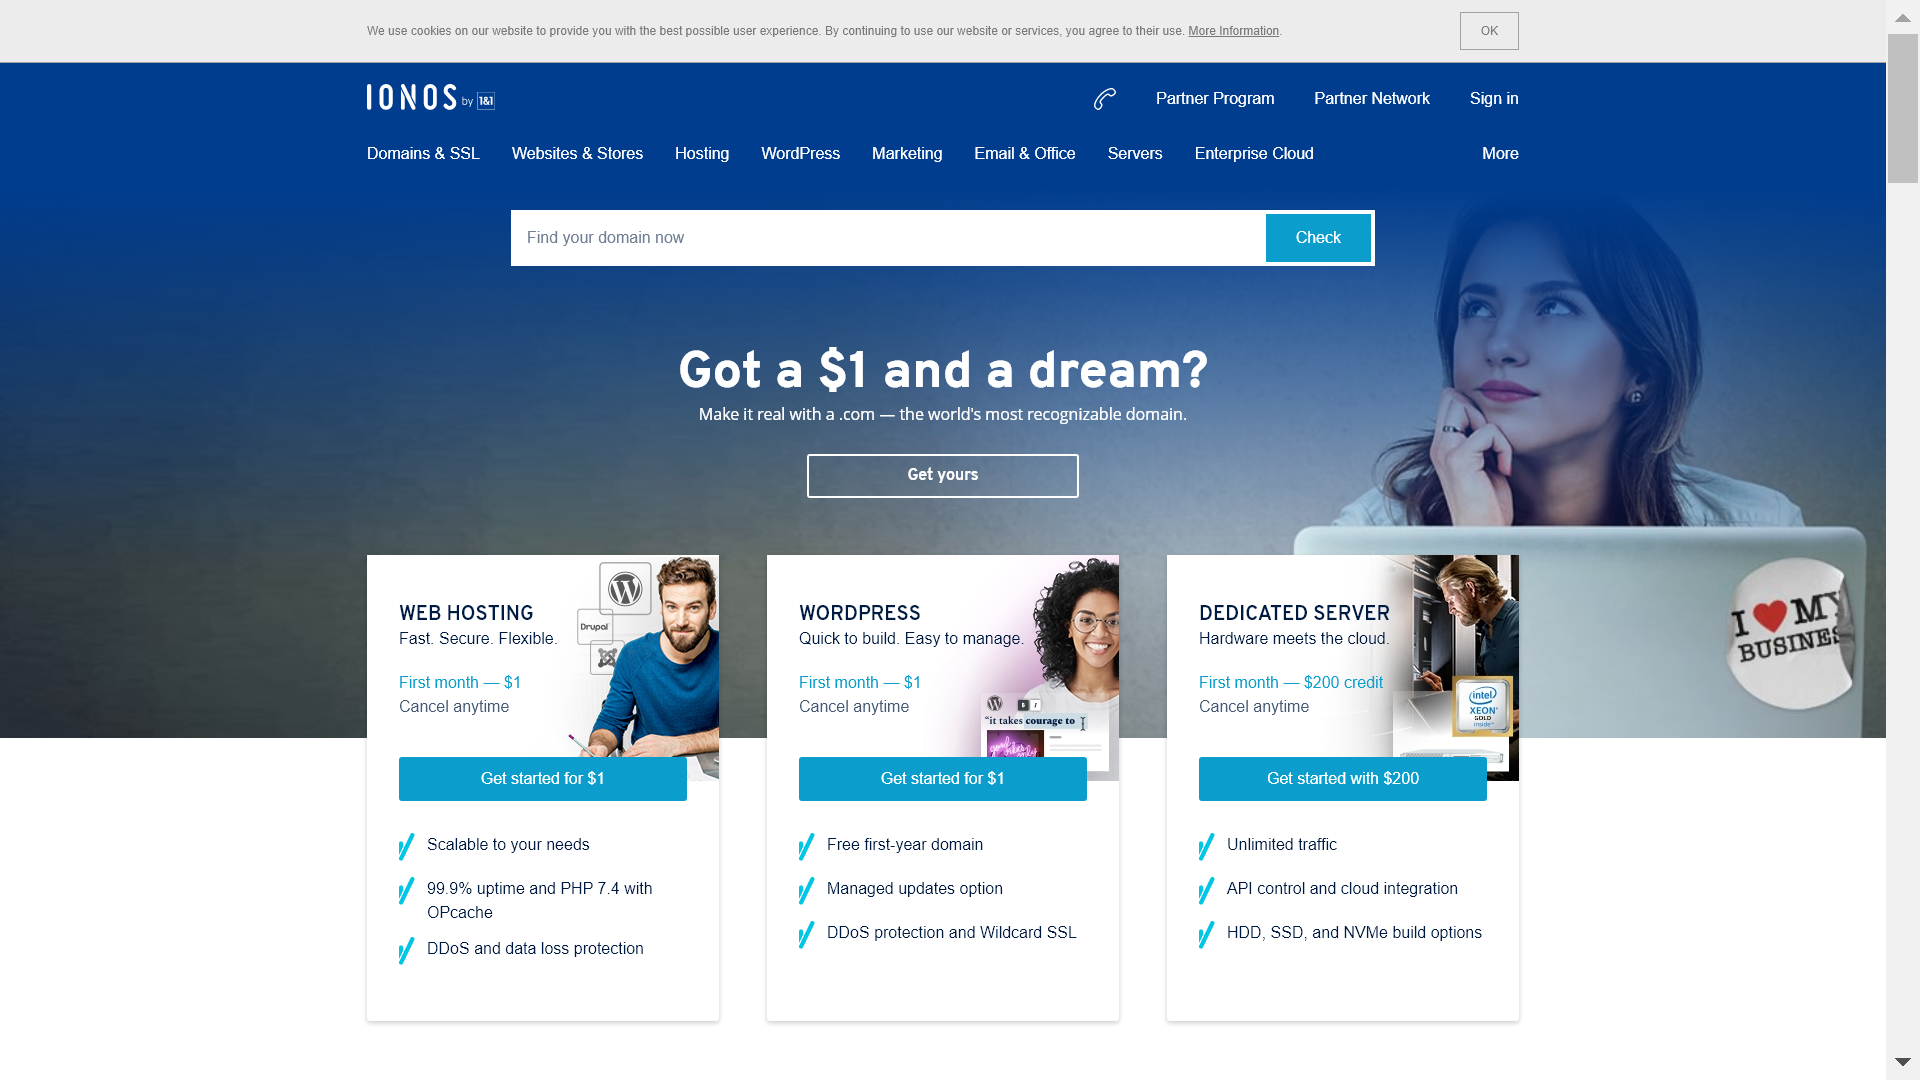 We use cookies on our website to provide you with the best possible user experience. By continuing to use our website or services, you agree to their use. More Information.
OK
IONOS by 1&1
Partner Program
Partner Network
Sign in
Domains & SSL
Websites & Stores
Hosting
WordPress
Marketing
Email & Office
Servers
Enterprise Cloud
More
Find your domain now
Check
Got a $1 and a dream?
Make it real with a .com — the world's most recognizable domain.
Get yours
I ❤ MY
BUSINES
WEB HOSTING
Fast. Secure. Flexible.
Drupal
First month — $1
Cancel anytime
Get started for $1
Scalable to your needs
99.9% uptime and PHP 7.4 with
OPcache
DDoS and data loss protection
WORDPRESS
Quick to build. Easy to manage.
First month — $1
Cancel anytime
B I
“it takes courage to
Get started for $1
Free first-year domain
Managed updates option
DDoS protection and Wildcard SSL
DEDICATED SERVER
Hardware meets the cloud.
First month — $200 credit
Cancel anytime
intel
XEON
GOLD
inside
Get started with $200
Unlimited traffic
API control and cloud integration
HDD, SSD, and NVMe build options